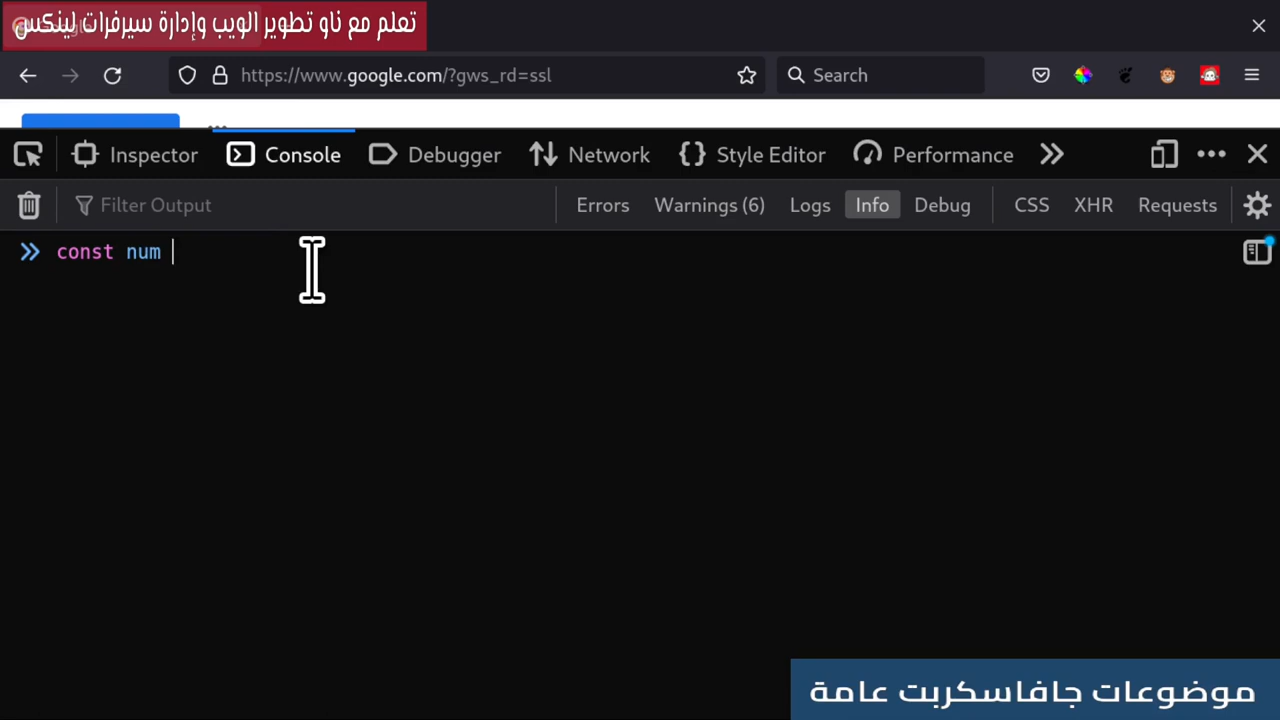 تعلم مع ناو تطوير الويب وإدارة سيرفرات لينكس
https://www.google.com/?gws_rd=ssl
Search
Inspector
Console
Debugger
Network
Style Editor
Performance
Filter Output
Errors
Warnings (6)
Logs
Info
Debug
CSS
XHR
Requests
const num
موضوعات جافاسكربت عامة